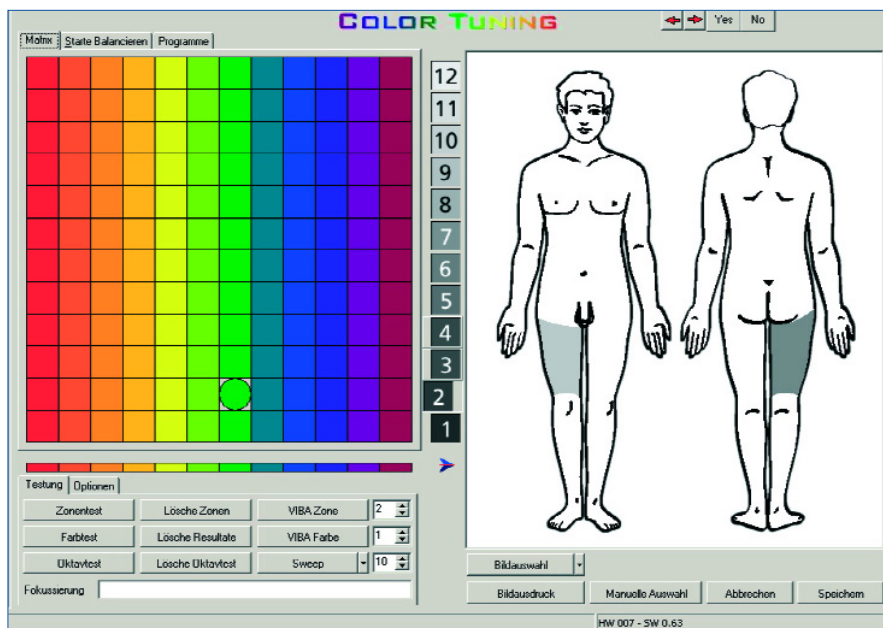 COLOR TUNING
Yes No
Matrix Starte Balancieren Programme
12
11
10
9
8
7
6
5
4
3
2
1
Testung Optionen
Zonentest Lösche Zonen VIBA Zone 2
Farbtest Lösche Resultate VIBA Farbe 1
Oktavtest Lösche Oktavtest Sweep 10
Fokussierung
Bildauswahl
Bildausdruck Manuelle Auswahl Abbrechen Speichern
HW 007 - SW 0.63